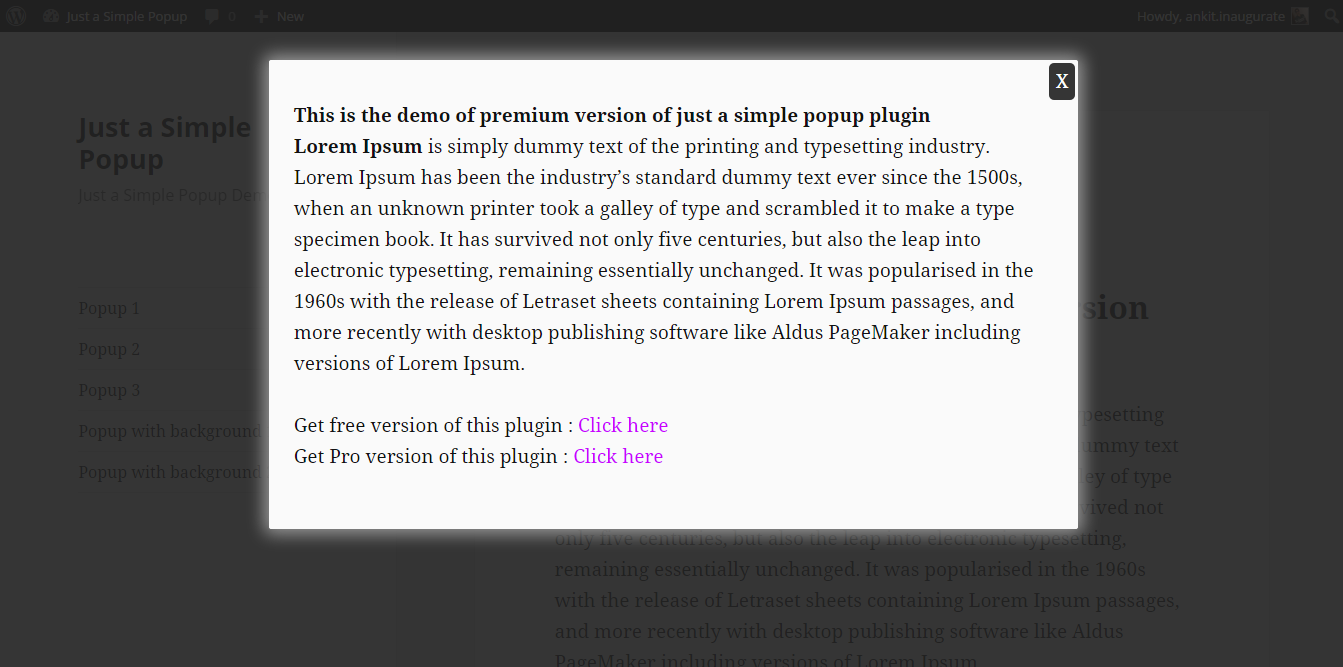 Just a Simple Popup 0 New Howdy, ankit.inaugurate
X
This is the demo of premium version of just a simple popup plugin
Lorem Ipsum is simply dummy text of the printing and typesetting industry.
Lorem Ipsum has been the industry’s standard dummy text ever since the 1500s,
when an unknown printer took a galley of type and scrambled it to make a type
specimen book. It has survived not only five centuries, but also the leap into
electronic typesetting, remaining essentially unchanged. It was popularised in the
1960s with the release of Letraset sheets containing Lorem Ipsum passages, and
more recently with desktop publishing software like Aldus PageMaker including
versions of Lorem Ipsum.
Get free version of this plugin : Click here
Get Pro version of this plugin : Click here
Just a Simple
Popup
Just a Simple Popup Dem
Popup 1
Popup 2
Popup 3
Popup with background
Popup with background
sion
pesetting
ummy text
ley of type
vived not
only five centuries, but also the leap into electronic typesetting,
remaining essentially unchanged. It was popularised in the 1960s
with the release of Letraset sheets containing Lorem Ipsum passages,
and more recently with desktop publishing software like Aldus
PageMaker including versions of Lorem Ipsum.